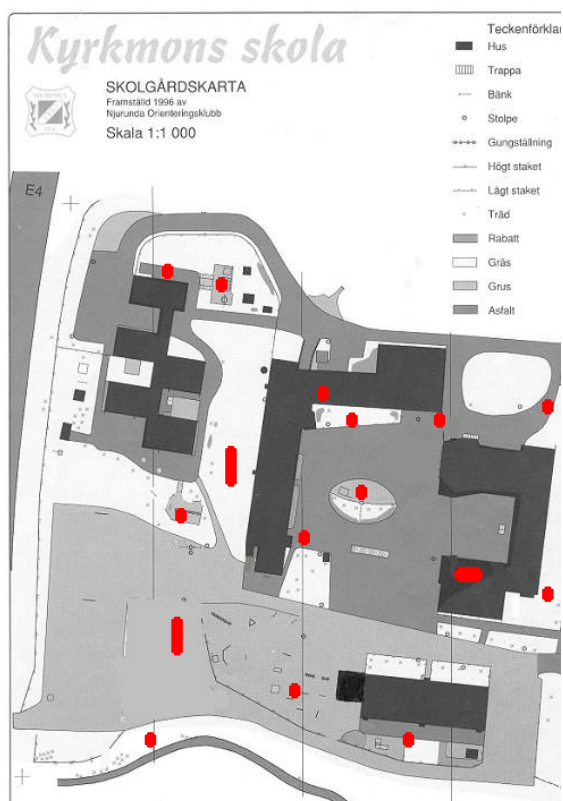 Kyrkmons skola
SKOLGÅRDSKARTA
Framställd 1996 av
Njurunda Orienteringsklubb
Skala 1:1 000
Teckenförklar
Hus
Trappa
Bänk
Stolpe
Gungställning
Högt staket
Lågt staket
Träd
Rabatt
Gräs
Grus
Asfalt
E4